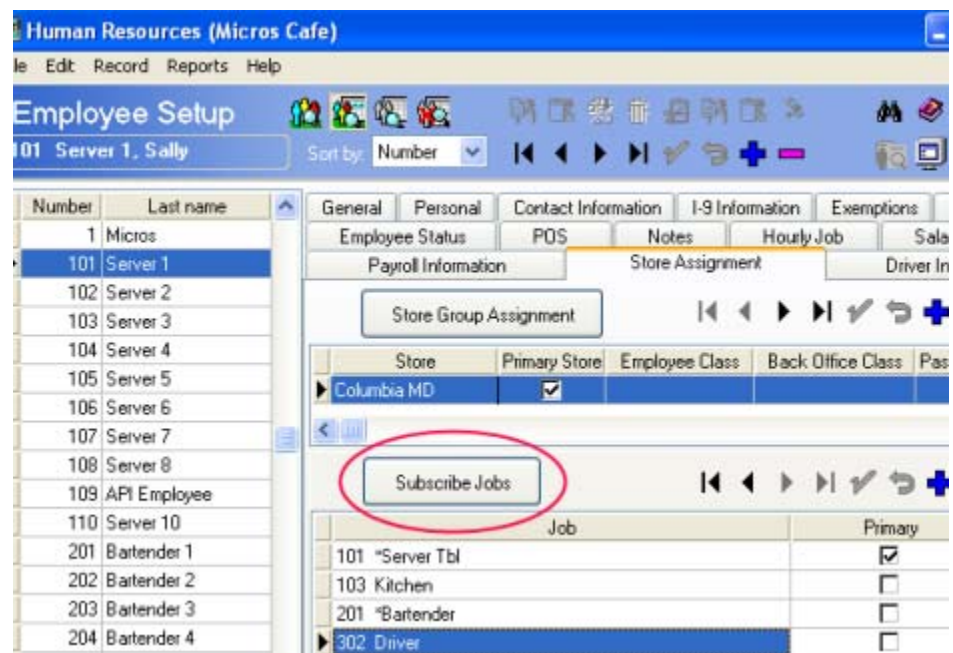 Human Resources (Micros Cafe)
le Edit Record Reports Help
Employee Setup
101 Server 1, Sally
Sort by: Number
Number Last name
1 Micros
101 Server 1
102 Server 2
103 Server 3
104 Server 4
105 Server 5
106 Server 6
107 Server 7
108 Server 8
109 API Employee
110 Server 10
201 Bartender 1
202 Bartender 2
203 Bartender 3
204 Bartender 4
General Personal Contact Information I-9 Information Exemptions
Employee Status POS Notes Hourly Job Sala
Payroll Information Store Assignment Driver In
Store Group Assignment
Store Primary Store Employee Class Back Office Class Pas
Columbia MD
Subscribe Jobs
Job Primary
101 *Server Tbl
103 Kitchen
201 *Bartender
302 Driver